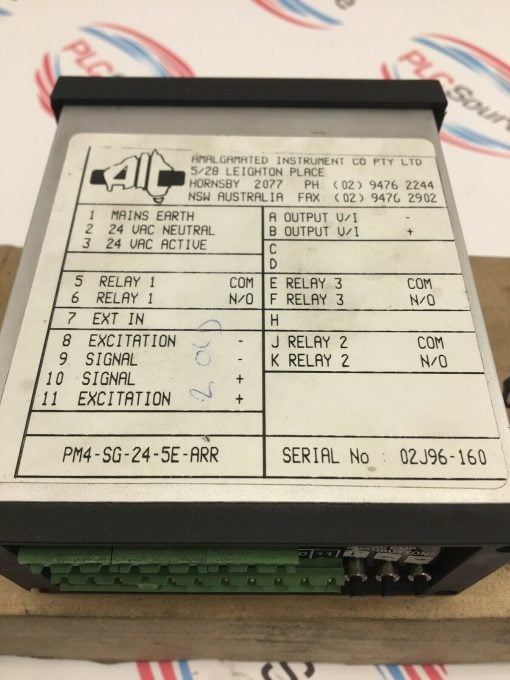 PLCSource
PLCSource
AIC
AMALGAMATED INSTRUMENT CO PTY LTD
5/28 LEIGHTON PLACE
HORNSBY 2077 PH: (02) 9476 2244
NSW AUSTRALIA FAX: (02) 9476 2902
1 MAINS EARTH
2 24 VAC NEUTRAL
3 24 VAC ACTIVE
A OUTPUT V/I -
B OUTPUT V/I +
C
D
5 RELAY 1 COM
6 RELAY 1 N/O
E RELAY 3 COM
F RELAY 3 N/O
7 EXT IN
H
8 EXCITATION -
9 SIGNAL -
10 SIGNAL +
11 EXCITATION +
J RELAY 2 COM
K RELAY 2 N/O
PM4-SG-24-5E-ARR
SERIAL No : 02J96-160